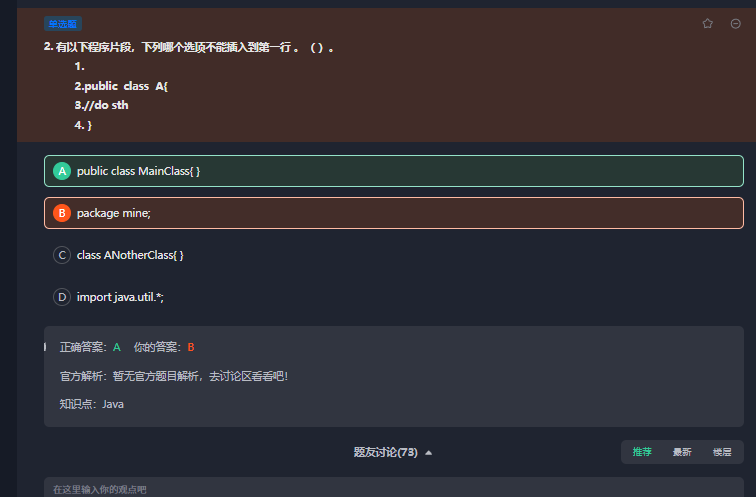 单选题
2. 有以下程序片段，下列哪个选项不能插入到第一行 。（ ）。
1.
2.public class A{
3.//do sth
4. }
A public class MainClass{ }
B package mine;
C class ANotherClass{ }
D import java.util.*;
正确答案：A 你的答案：B
官方解析：暂无官方题目解析，去讨论区看看吧！
知识点：Java
题友讨论(73)
推荐 最新 楼层
在这里输入你的观点吧